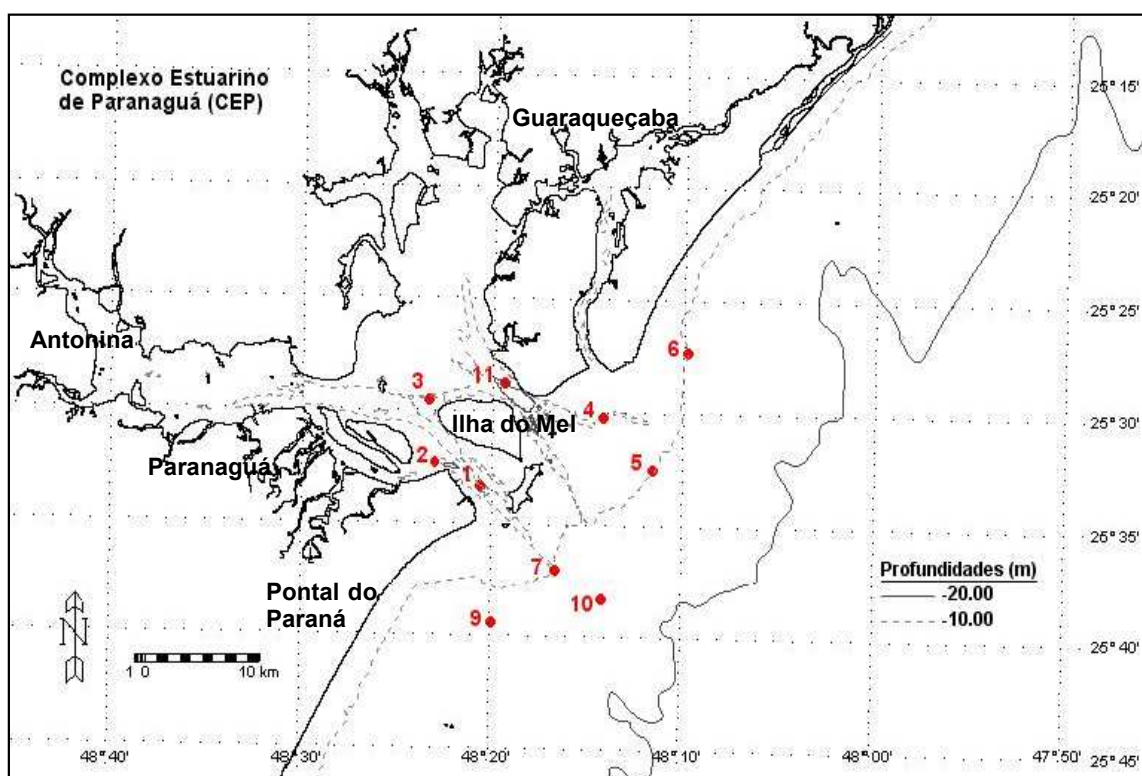 Complexo Estuarino
de Paranaguá (CEP)
Guaraqueçaba
Antonina
Paranaguá
Ilha do Mel
Pontal do
Paraná
6
3
11
4
5
2
1
7
10
9
Profundidades (m)
-20.00
-10.00
N
1 0 10 km
25° 15'
25° 20'
25° 25'
25° 30'
25° 35'
25° 40'
25° 45'
48° 40' 48° 30' 48° 20' 48° 10' 48° 00' 47° 50'